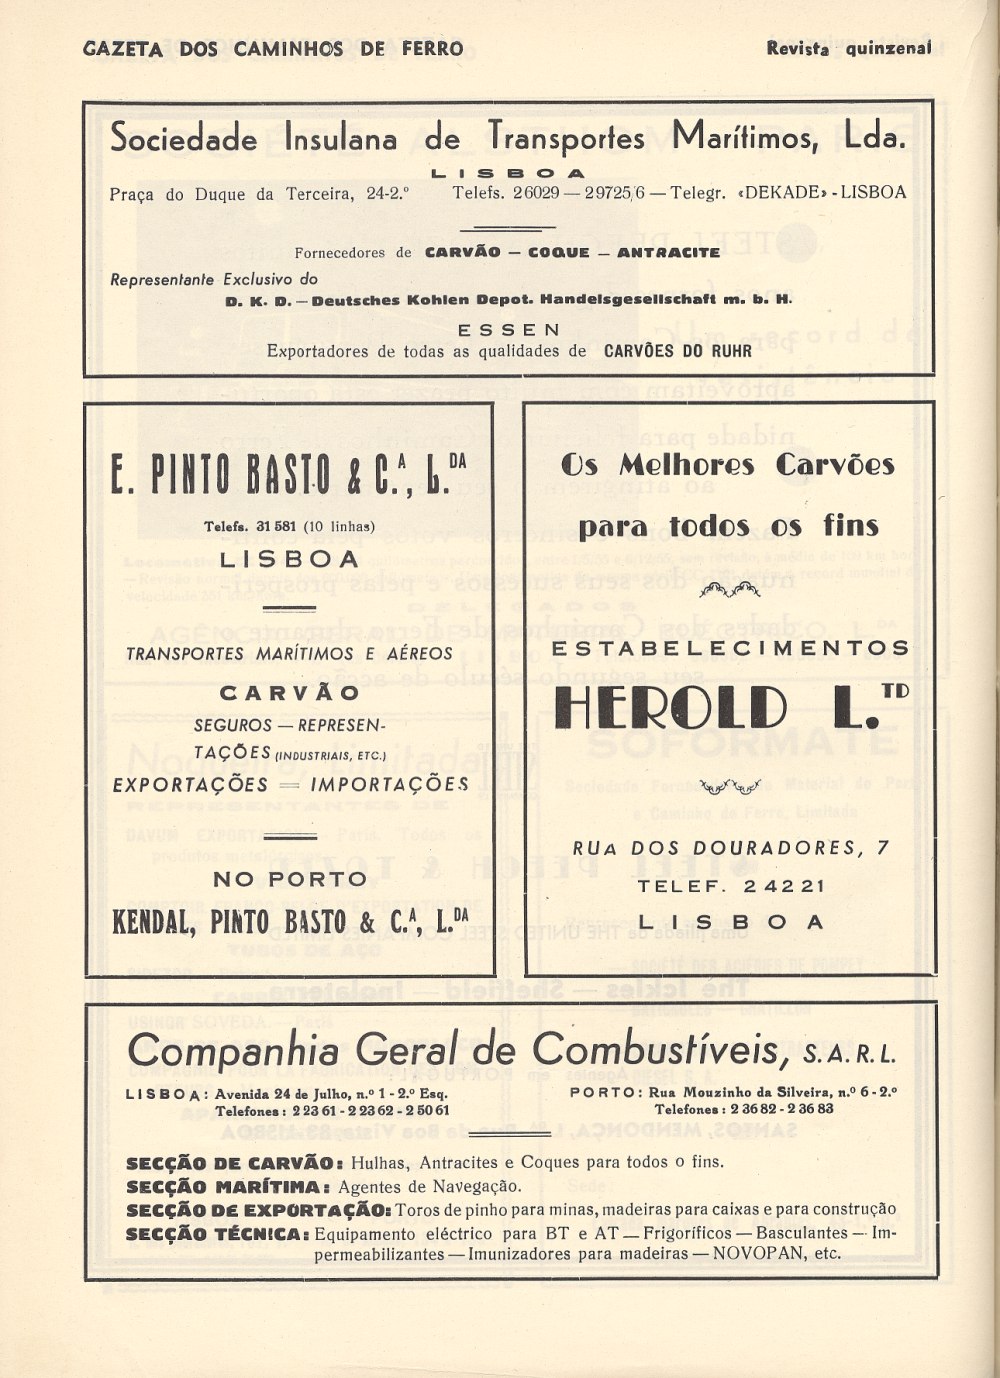 GAZETA DOS CAMINHOS DE FERRO
Revista quinzenal
Sociedade Insulana de Transportes Marítimos, Lda.
LISBOA
Praça do Duque da Terceira, 24-2.º Telefs. 26029 — 29725/6 — Telegr. «DEKADE» - LISBOA
Fornecedores de CARVÃO — COQUE — ANTRACITE
Representante Exclusivo do
D. K. D. — Deutsches Kohlen Depot. Handelsgesellschaft m. b. H.
ESSEN
Exportadores de todas as qualidades de CARVÕES DO RUHR
E. PINTO BASTO & C.A, L.DA
Telefs. 31 581 (10 linhas)
LISBOA
TRANSPORTES MARÍTIMOS E AÉREOS
CARVÃO
SEGUROS — REPRESEN-
TAÇÕES (INDUSTRIAIS, ETC.)
EXPORTAÇÕES — IMPORTAÇÕES
NO PORTO
KENDAL, PINTO BASTO & C.A, L.DA
Os Melhores Carvões
para todos os fins
ESTABELECIMENTOS
HEROLD L.TD
RUA DOS DOURADORES, 7
TELEF. 24221
LISBOA
Companhia Geral de Combustíveis, S. A. R. L.
LISBOA: Avenida 24 de Julho, n.º 1 - 2.º Esq.
Telefones: 2 23 61 - 2 23 62 - 2 50 61
PORTO: Rua Mouzinho da Silveira, n.º 6 - 2.º
Telefones: 2 36 82 - 2 36 83
SECÇÃO DE CARVÃO: Hulhas, Antracites e Coques para todos o fins.
SECÇÃO MARÍTIMA: Agentes de Navegação.
SECÇÃO DE EXPORTAÇÃO: Toros de pinho para minas, madeiras para caixas e para construção
SECÇÃO TÉCNICA: Equipamento eléctrico para BT e AT — Frigoríficos — Basculantes — Im-
permeabilizantes — Imunizadores para madeiras — NOVOPAN, etc.